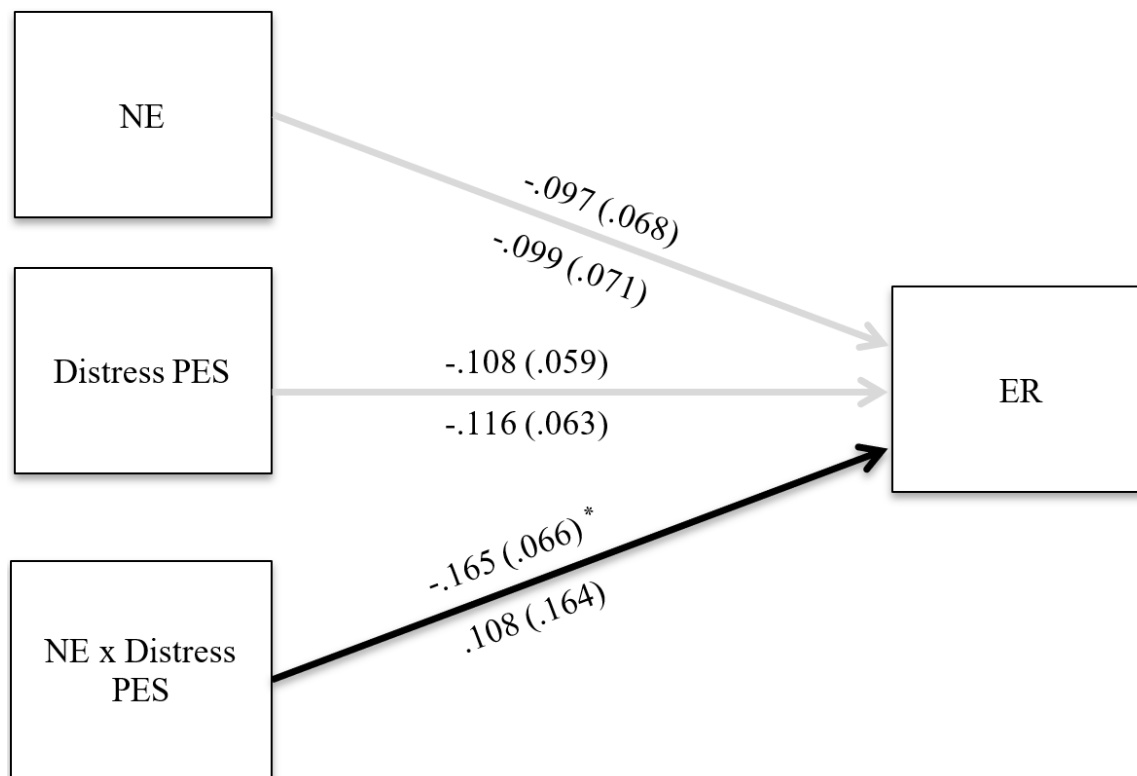 NE
-.097 (.068)
-.099 (.071)
Distress PES
-.108 (.059)
-.116 (.063)
ER
-.165 (.066)*
.108 (.164)
NE x Distress
PES